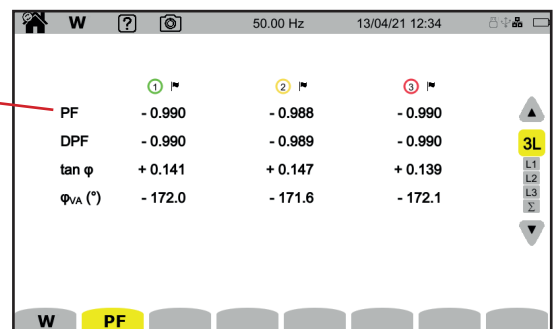 W ? 50.00 Hz 13/04/21 12:34
1 2 3
PF - 0.990 - 0.988 - 0.990
DPF - 0.990 - 0.989 - 0.990
tan φ + 0.141 + 0.147 + 0.139
φVA (°) - 172.0 - 171.6 - 172.1
3L
L1
L2
L3
Σ
W PF